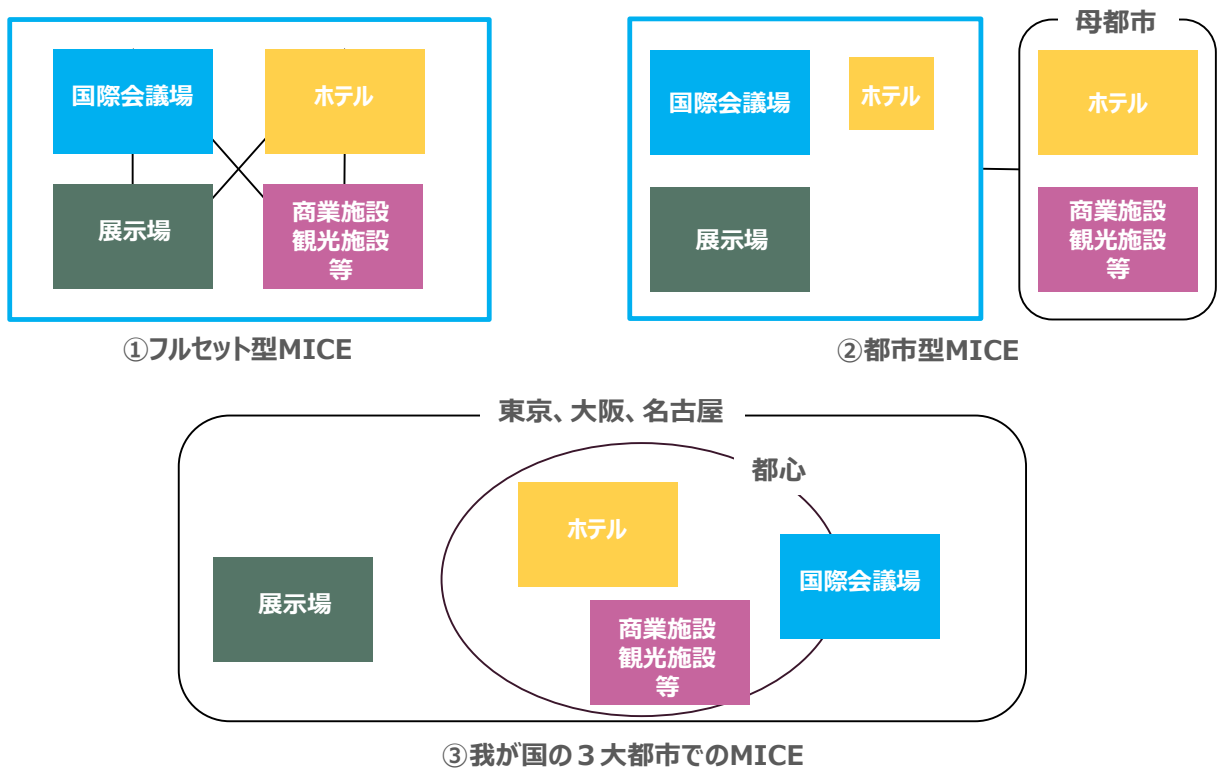 国際会議場
ホテル
展示場
商業施設
観光施設
等
①フルセット型MICE
母都市
国際会議場
ホテル
ホテル
展示場
商業施設
観光施設
等
②都市型MICE
東京、大阪、名古屋
都心
ホテル
国際会議場
展示場
商業施設
観光施設
等
③我が国の３大都市でのMICE